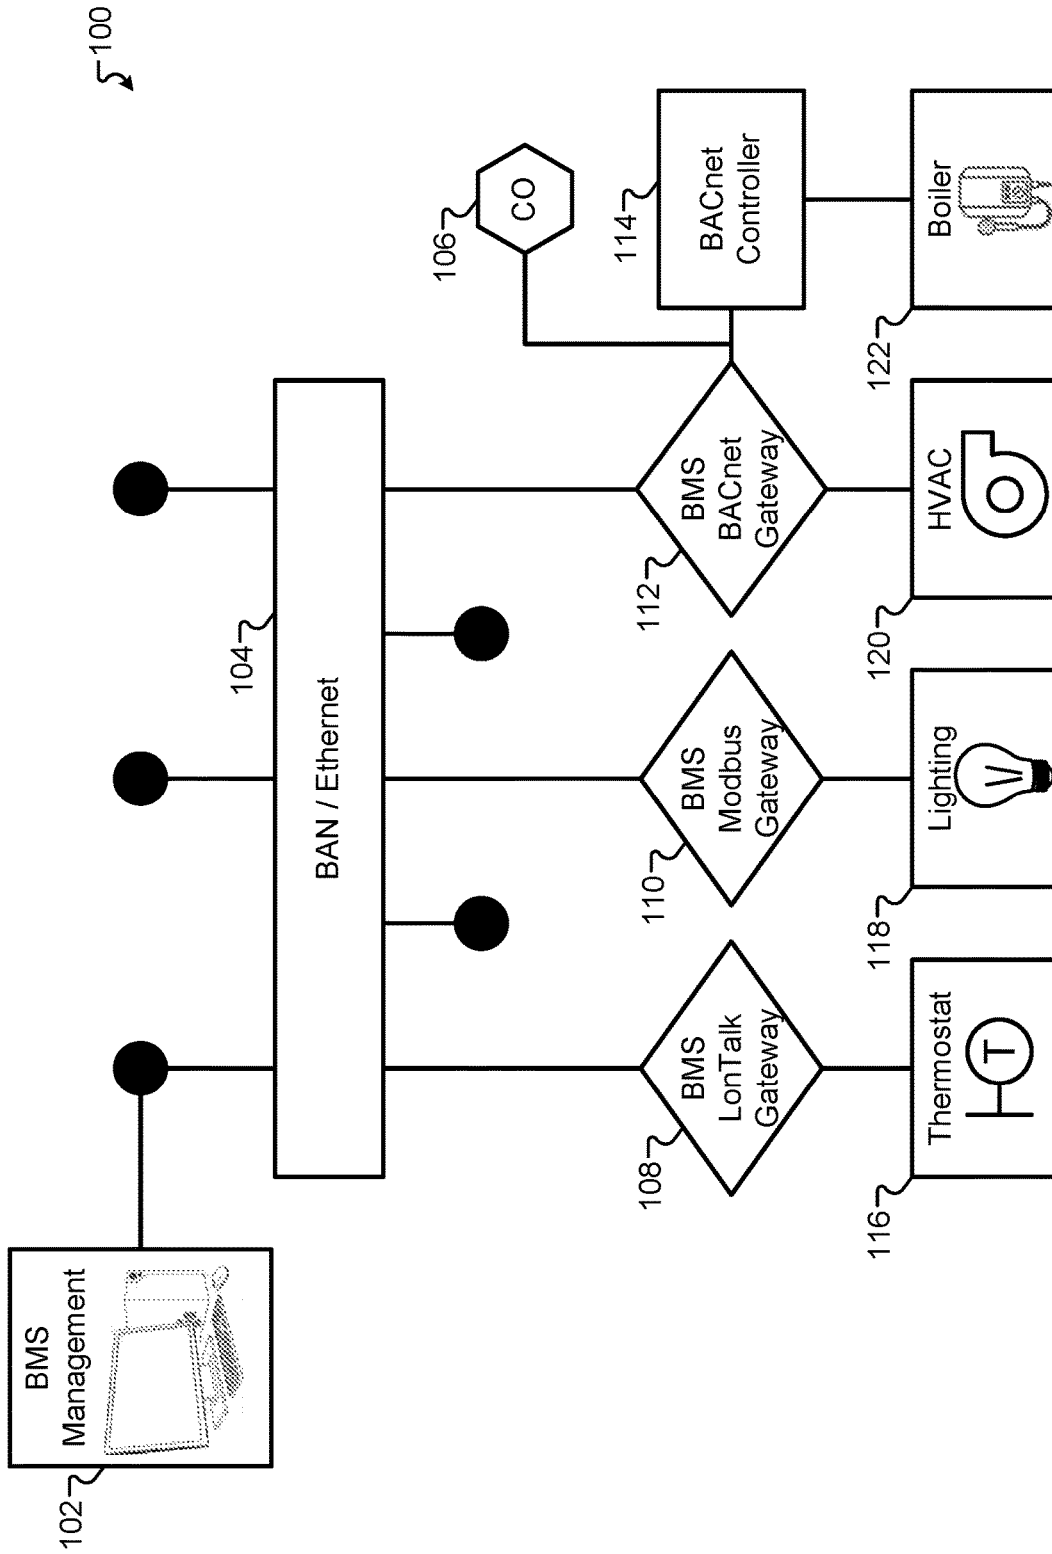 100
BMS
Management
102
104
BAN / Ethernet
106
CO
108
BMS
LonTalk
Gateway
110
BMS
Modbus
Gateway
112
BMS
BACnet
Gateway
114
BACnet
Controller
116
Thermostat
T
118
Lighting
120
HVAC
122
Boiler